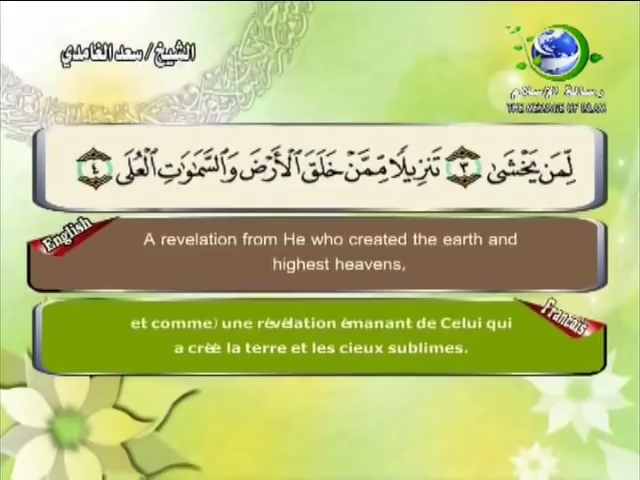 الشيخ / سعد الغامدي
رسالة الإسلام
THE MESSAGE OF ISLAM
لِّمَن يَخْشَىٰ ٣ تَنزِيلًا مِّمَّنْ خَلَقَ الْأَرْضَ وَالسَّمَاوَاتِ الْعُلَى ٤
English
A revelation from He who created the earth and
highest heavens,
Francais
et comme) une révélation émanant de Celui qui
a créé la terre et les cieux sublimes.